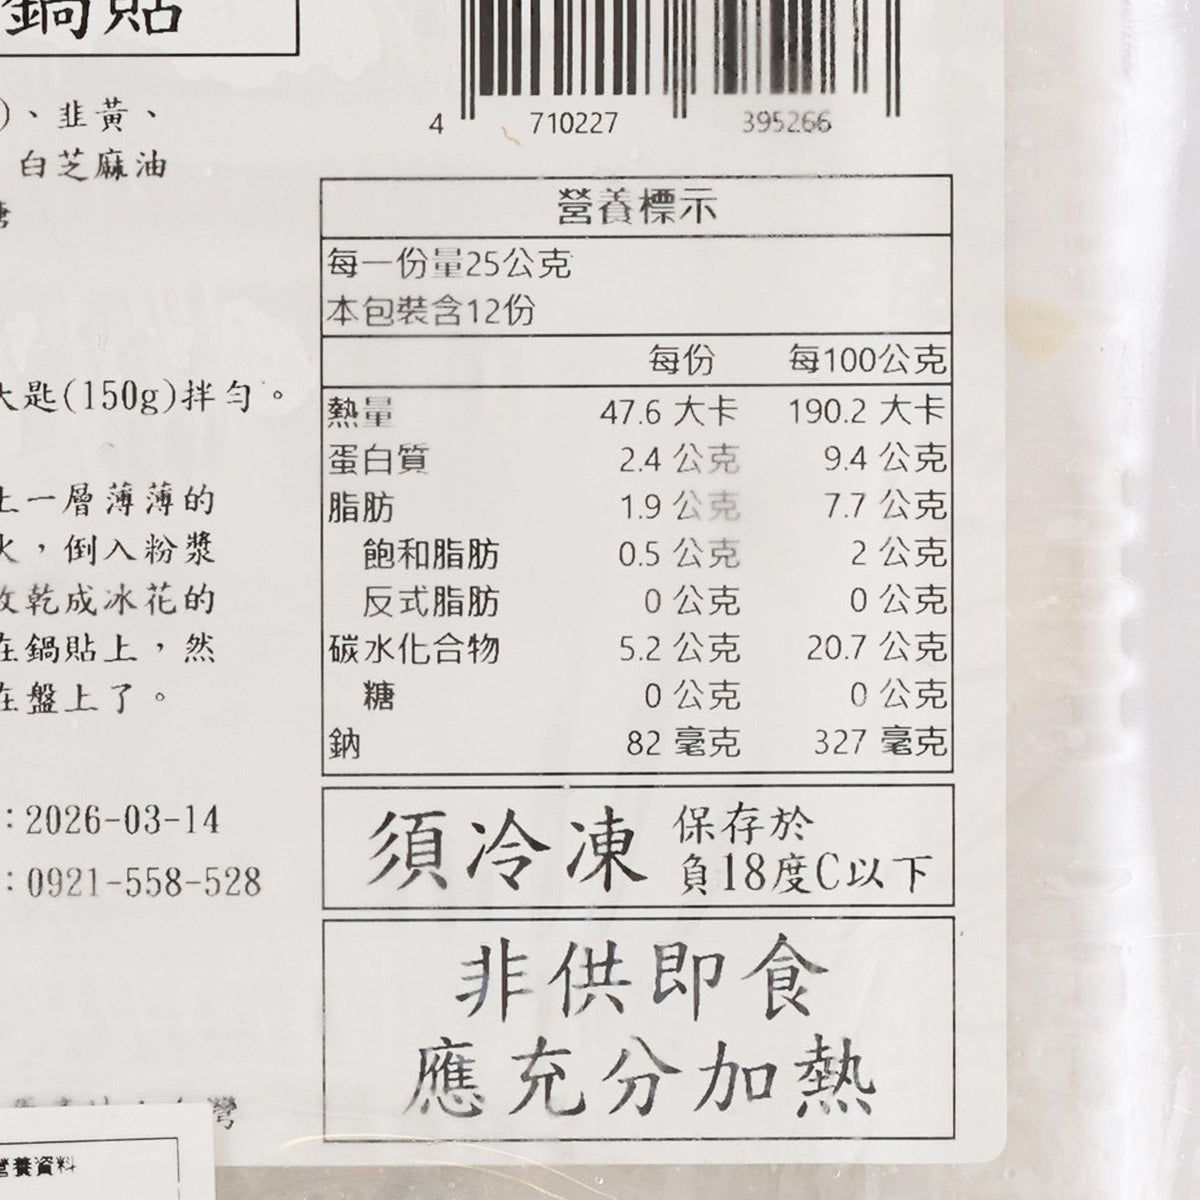 鍋貼
4 710227 395266
)、韭黃、
白芝麻油
糖
大匙(150g)拌勻。
上一層薄薄的
火，倒入粉漿
收乾成冰花的
在鍋貼上，然
在盤上了。
：2026-03-14
：0921-558-528
灣
營養資料
營養標示
每一份量25公克
本包裝含12份
每份 每100公克
熱量 47.6 大卡 190.2 大卡
蛋白質 2.4 公克 9.4 公克
脂肪 1.9 公克 7.7 公克
飽和脂肪 0.5 公克 2 公克
反式脂肪 0 公克 0 公克
碳水化合物 5.2 公克 20.7 公克
糖 0 公克 0 公克
鈉 82 毫克 327 毫克
須冷凍 保存於
負18度C以下
非供即食
應充分加熱